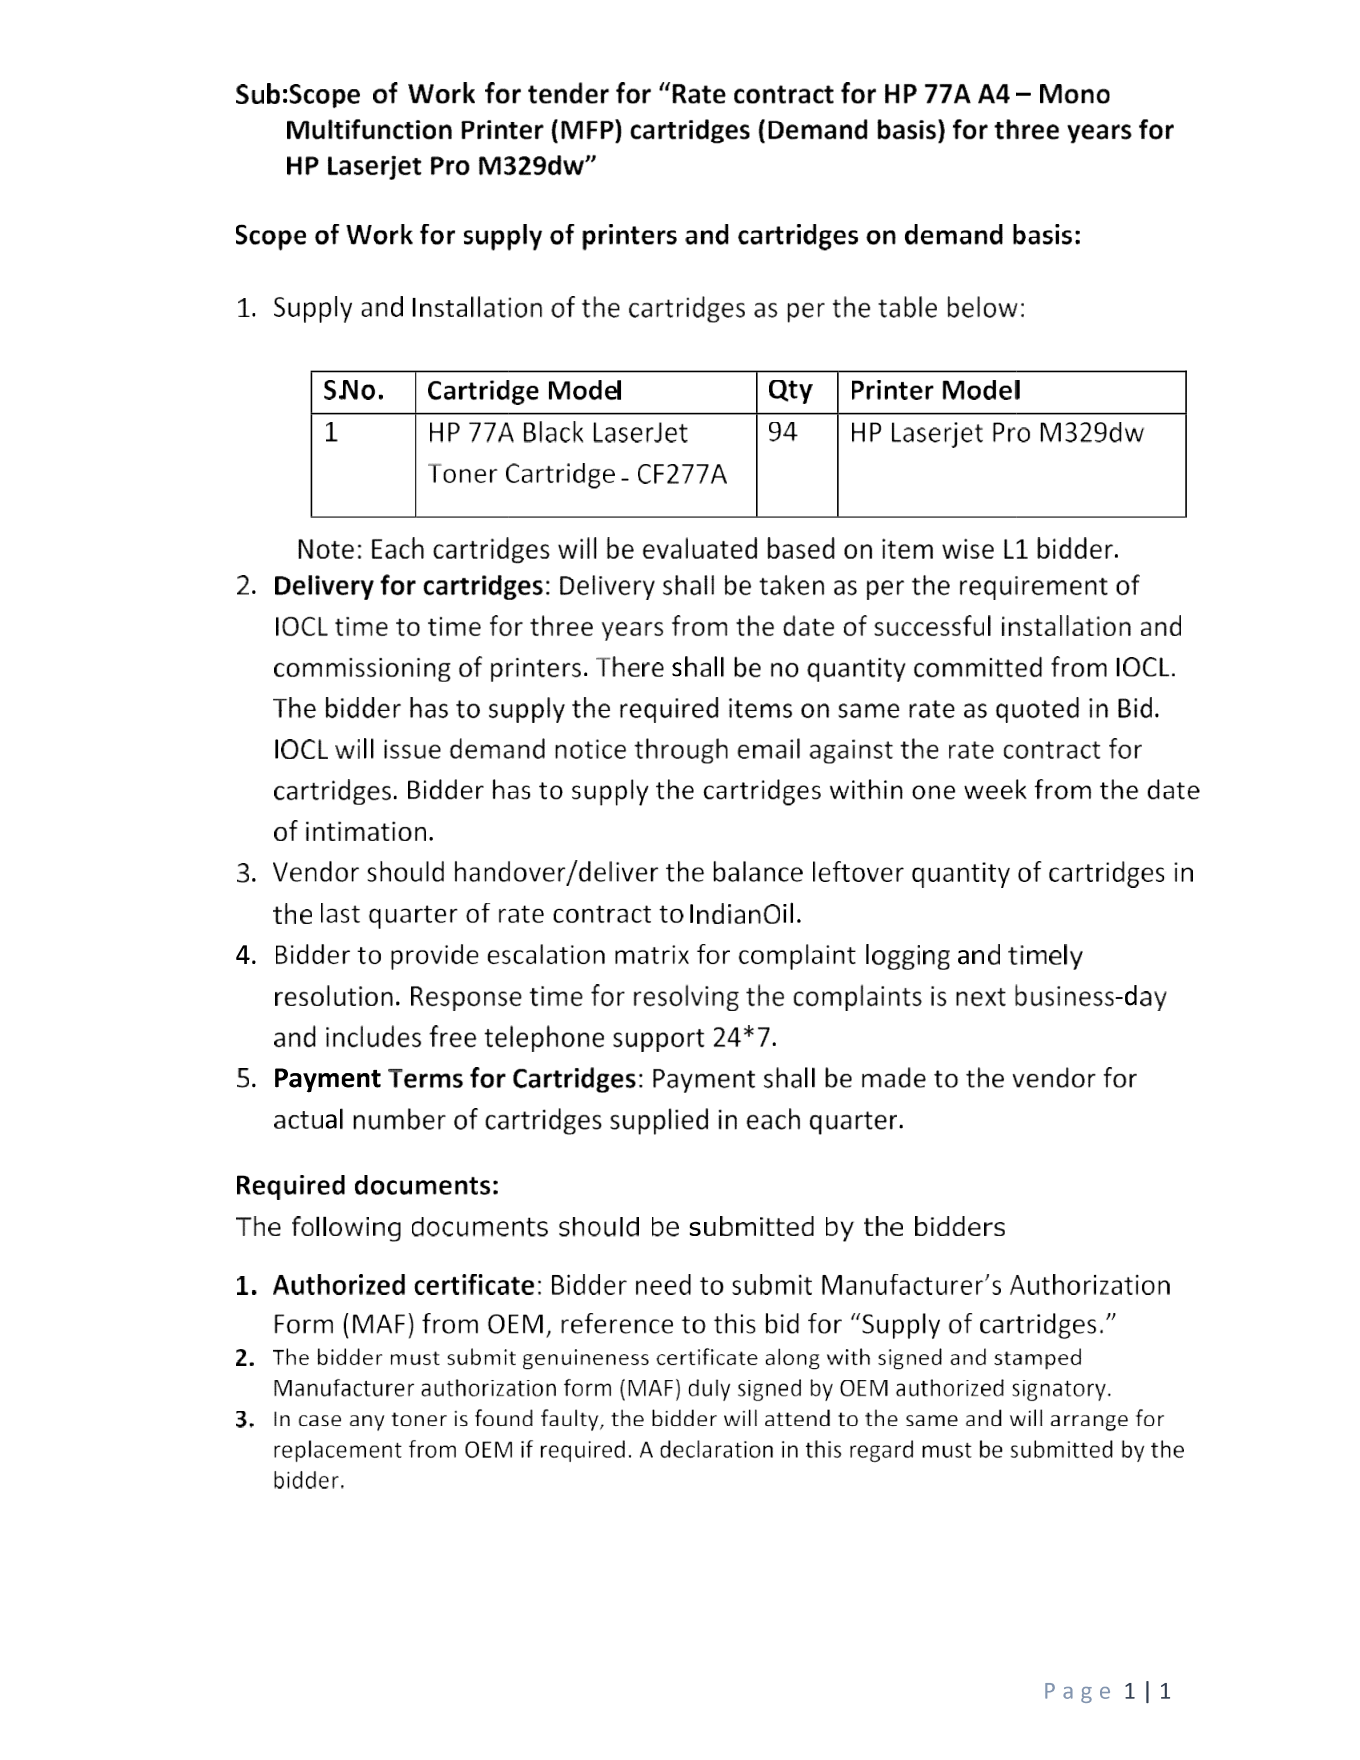 Sub:Scope of Work for tender for “Rate contract for HP 77A A4 – Mono
Multifunction Printer (MFP) cartridges (Demand basis) for three years for
HP Laserjet Pro M329dw”
Scope of Work for supply of printers and cartridges on demand basis:
1. Supply and Installation of the cartridges as per the table below:
S.No. Cartridge Model Qty Printer Model
1 HP 77A Black LaserJet 94 HP Laserjet Pro M329dw
Toner Cartridge - CF277A
Note: Each cartridges will be evaluated based on item wise L1 bidder.
2. Delivery for cartridges: Delivery shall be taken as per the requirement of
IOCL time to time for three years from the date of successful installation and
commissioning of printers. There shall be no quantity committed from IOCL.
The bidder has to supply the required items on same rate as quoted in Bid.
IOCL will issue demand notice through email against the rate contract for
cartridges. Bidder has to supply the cartridges within one week from the date
of intimation.
3. Vendor should handover/deliver the balance leftover quantity of cartridges in
the last quarter of rate contract to IndianOil.
4. Bidder to provide escalation matrix for complaint logging and timely
resolution. Response time for resolving the complaints is next business-day
and includes free telephone support 24*7.
5. Payment Terms for Cartridges: Payment shall be made to the vendor for
actual number of cartridges supplied in each quarter.
Required documents:
The following documents should be submitted by the bidders
1. Authorized certificate: Bidder need to submit Manufacturer’s Authorization
Form (MAF) from OEM, reference to this bid for “Supply of cartridges.”
2. The bidder must submit genuineness certificate along with signed and stamped
Manufacturer authorization form (MAF) duly signed by OEM authorized signatory.
3. In case any toner is found faulty, the bidder will attend to the same and will arrange for
replacement from OEM if required. A declaration in this regard must be submitted by the
bidder.
Page 1 | 1